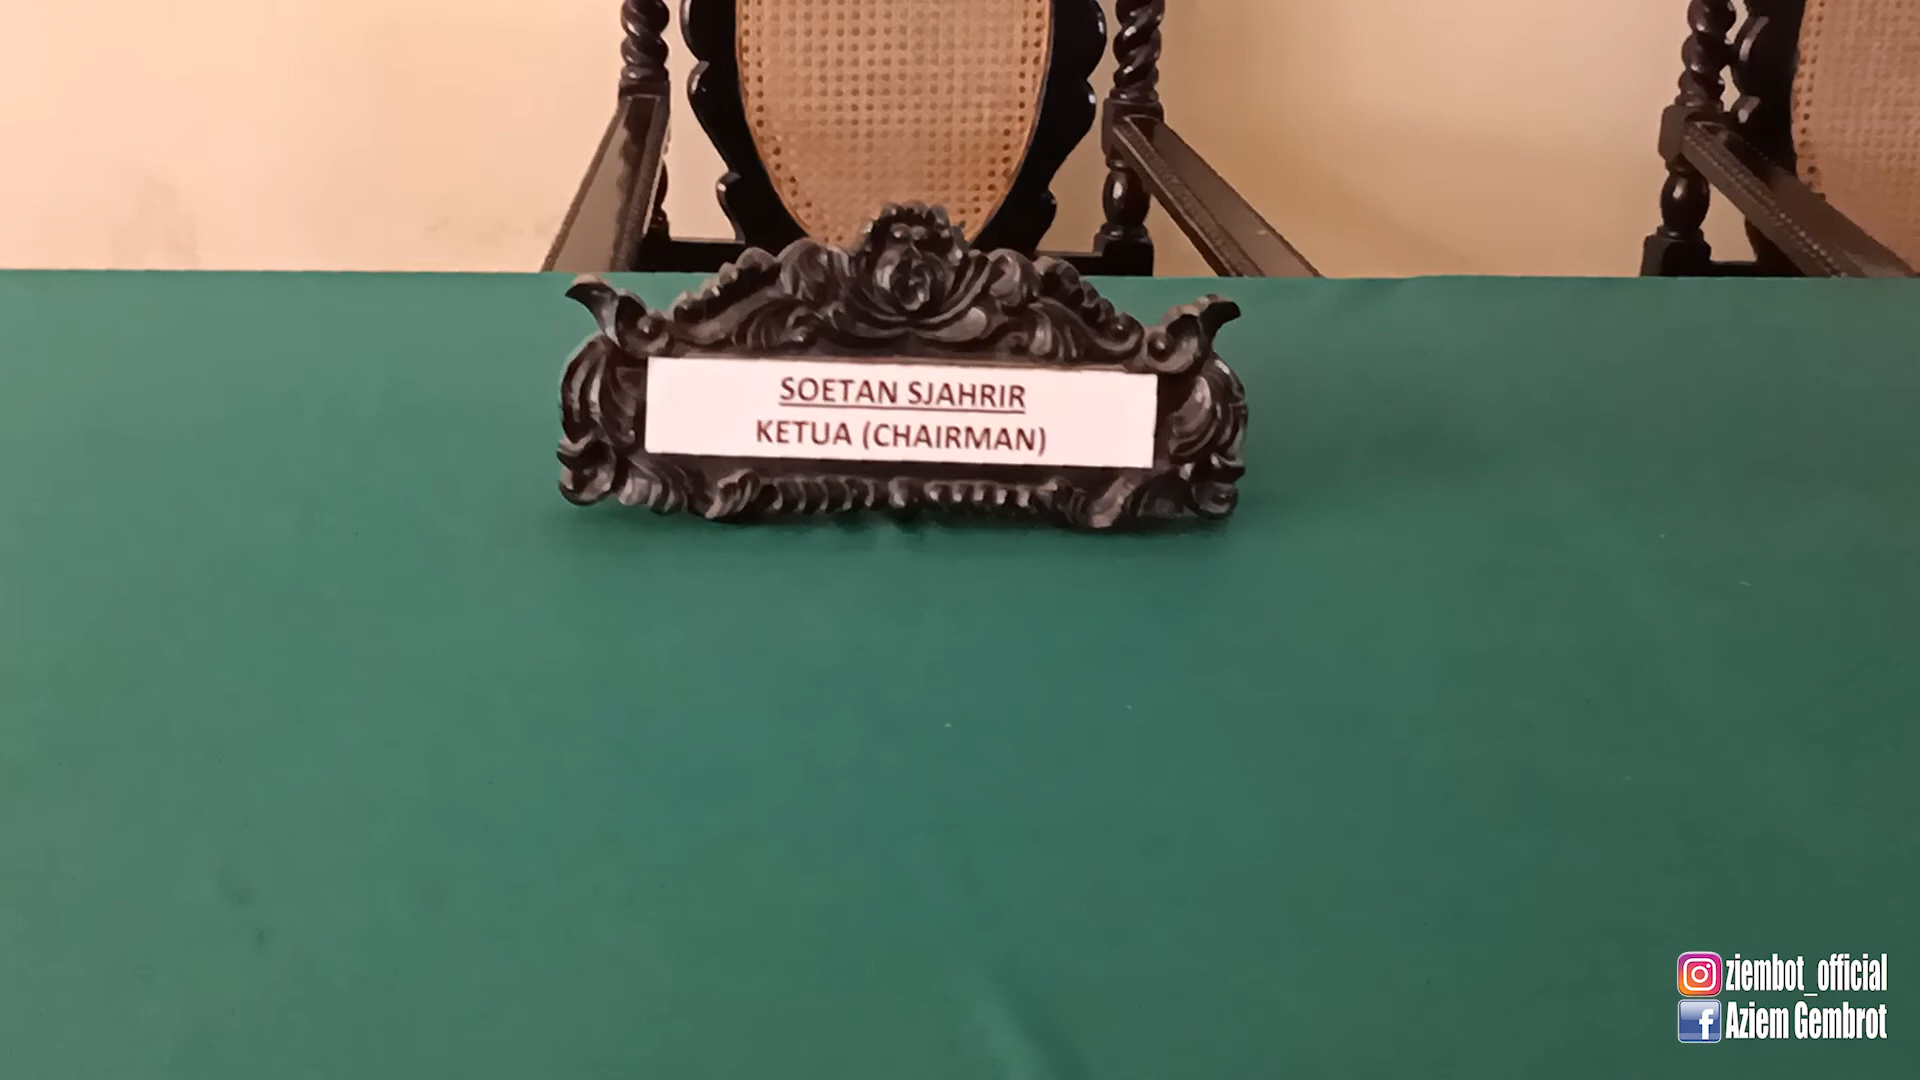 SOETAN SJAHRIR
KETUA (CHAIRMAN)
ziembot_official
Aziem Gembrot